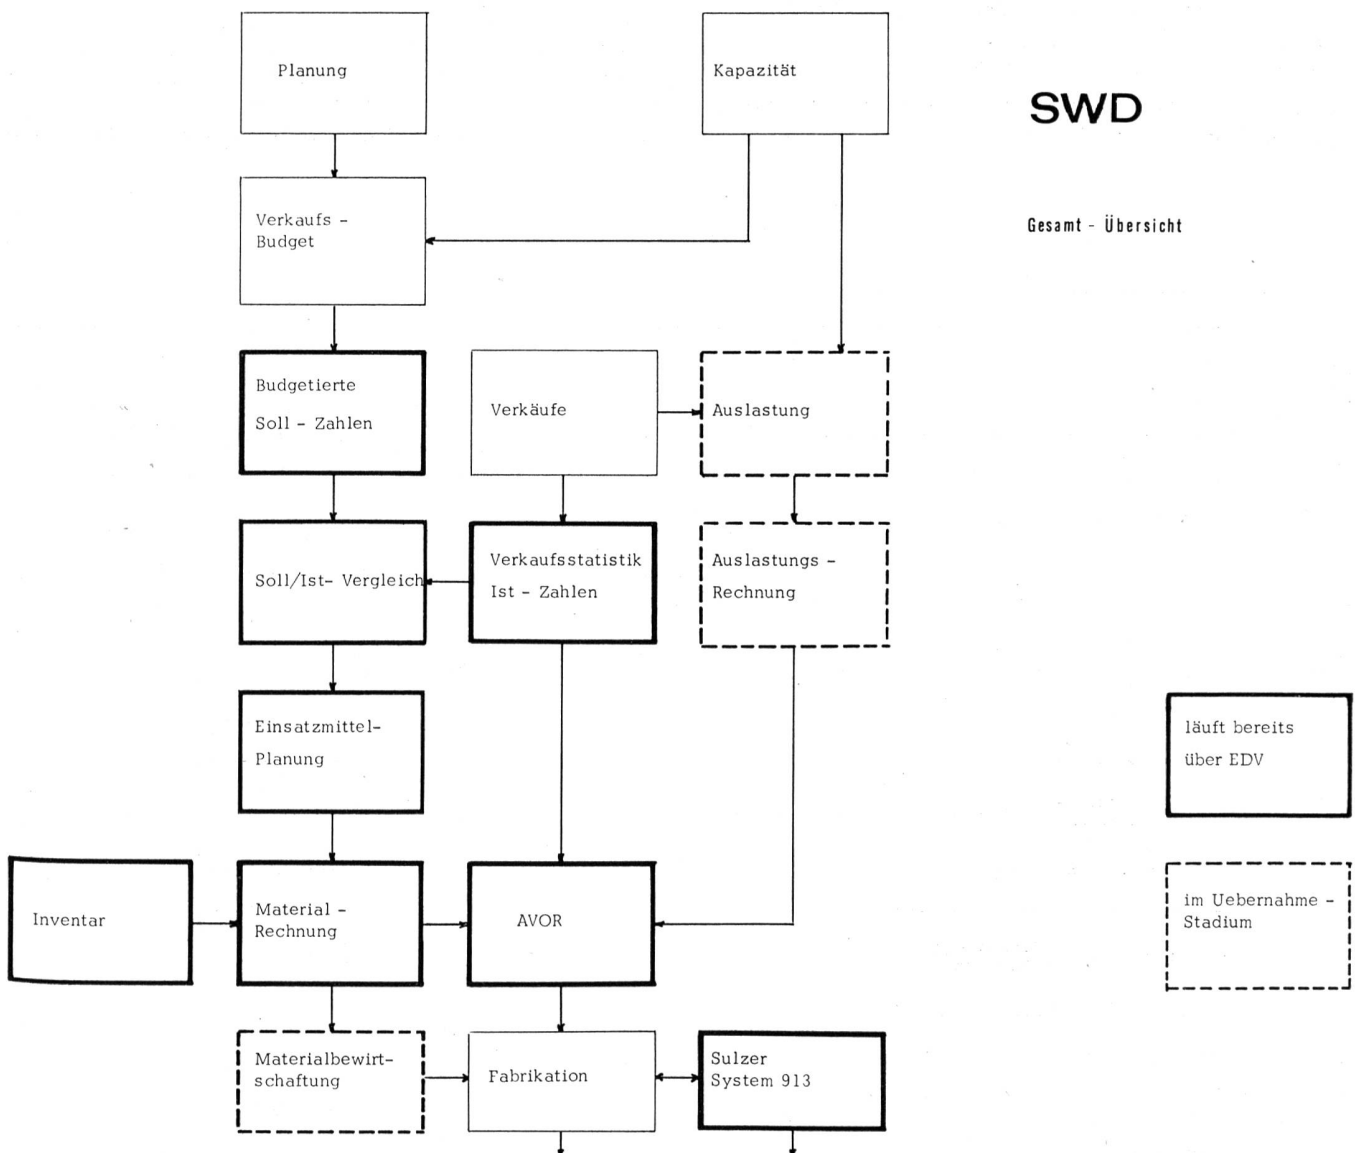 Planung
Kapazität
SWD
Verkaufs -
Budget
Gesamt - Übersicht
Budgetierte
Soll - Zahlen
Verkäufe
Auslastung
Soll/Ist- Vergleich
Verkaufsstatistik
Ist - Zahlen
Auslastungs -
Rechnung
Einsatzmittel-
Planung
läuft bereits
über EDV
Inventar
Material -
Rechnung
AVOR
im Uebernahme -
Stadium
Materialbewirt-
schaftung
Fabrikation
Sulzer
System 913